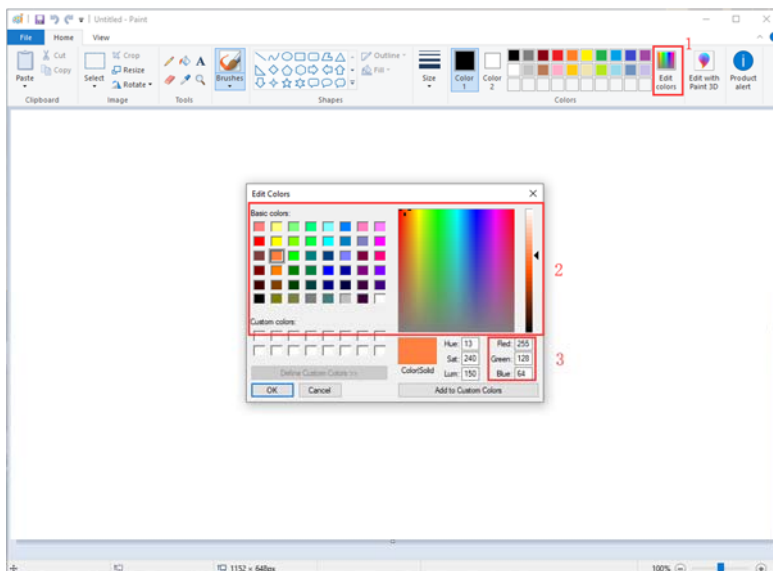 Untitled - Paint
File Home View
1
Paste
Cut
Copy
Clipboard
Select
Crop
Resize
Rotate
Image
A
Tools
Brushes
Outline
Fill
Shapes
Size
Color 1
Color 2
Colors
Edit colors
Edit with Paint 3D
Product alert
Edit Colors
Basic colors:
2
Custom colors:
Define Custom Colors >>
OK Cancel
Color|Solid
Hue: 13
Sat: 240
Lum: 150
Red: 255
Green: 128
Blue: 64
3
Add to Custom Colors
1152 × 648px
100%